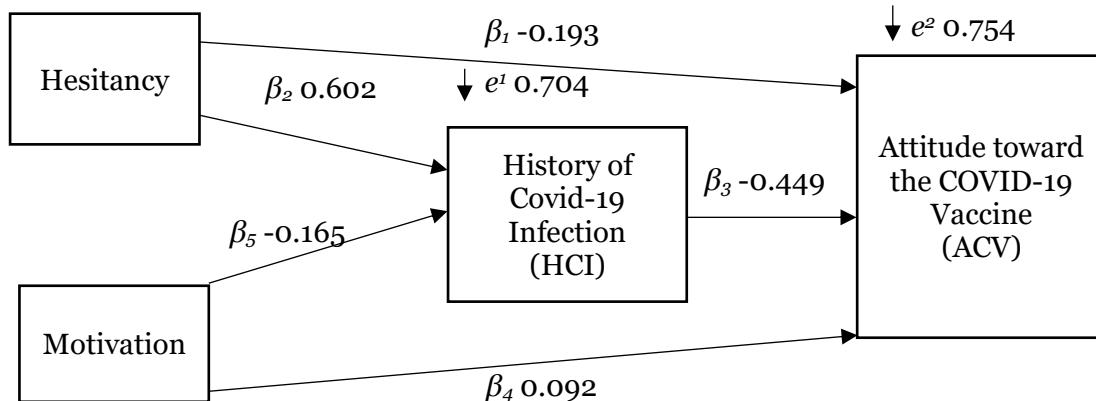 e² 0.754
β₁ -0.193
Hesitancy
β₂ 0.602
e¹ 0.704
History of
Covid-19
Infection
(HCI)
β₃ -0.449
Attitude toward
the COVID-19
Vaccine
(ACV)
β₅ -0.165
Motivation
β₄ 0.092